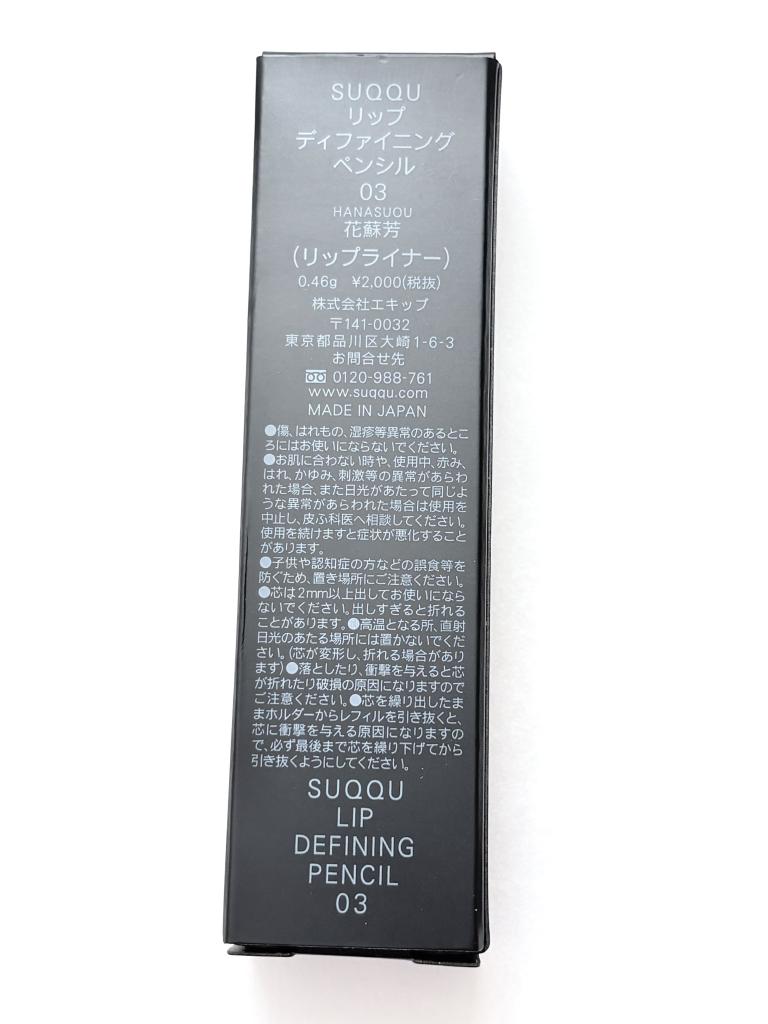 SUQQU
リップ
ディファイニング
ペンシル
03
HANASUOU
花蘇芳
(リップライナー)
0.46g ¥2,000(税抜)
株式会社エキップ
〒141-0032
東京都品川区大崎1-6-3
お問合せ先
0120-988-761
www.suqqu.com
MADE IN JAPAN
●傷、はれもの、湿疹等異常のあるとこ
ろにはお使いにならないでください。
●お肌に合わない時や、使用中、赤み、
はれ、かゆみ、刺激等の異常があらわ
れた場合、また日光があたって同じよ
うな異常があらわれた場合は使用を
中止し、皮ふ科医へ相談してください。
使用を続けますと症状が悪化すること
があります。
●子供や認知症の方などの誤食等を
防ぐため、置き場所にご注意ください。
●芯は2mm以上出してお使いになら
ないでください。出しすぎると折れる
ことがあります。●高温となる所、直射
日光のあたる場所には置かないでくだ
さい。(芯が変形し、折れる場合があり
ます)●落としたり、衝撃を与えると芯
が折れたり破損の原因になりますので
ご注意ください。●芯を繰り出したま
まホルダーからレフィルを引き抜くと、
芯に衝撃を与える原因になりますの
で、必ず最後まで芯を繰り下げてから
引き抜くようにしてください。
SUQQU
LIP
DEFINING
PENCIL
03